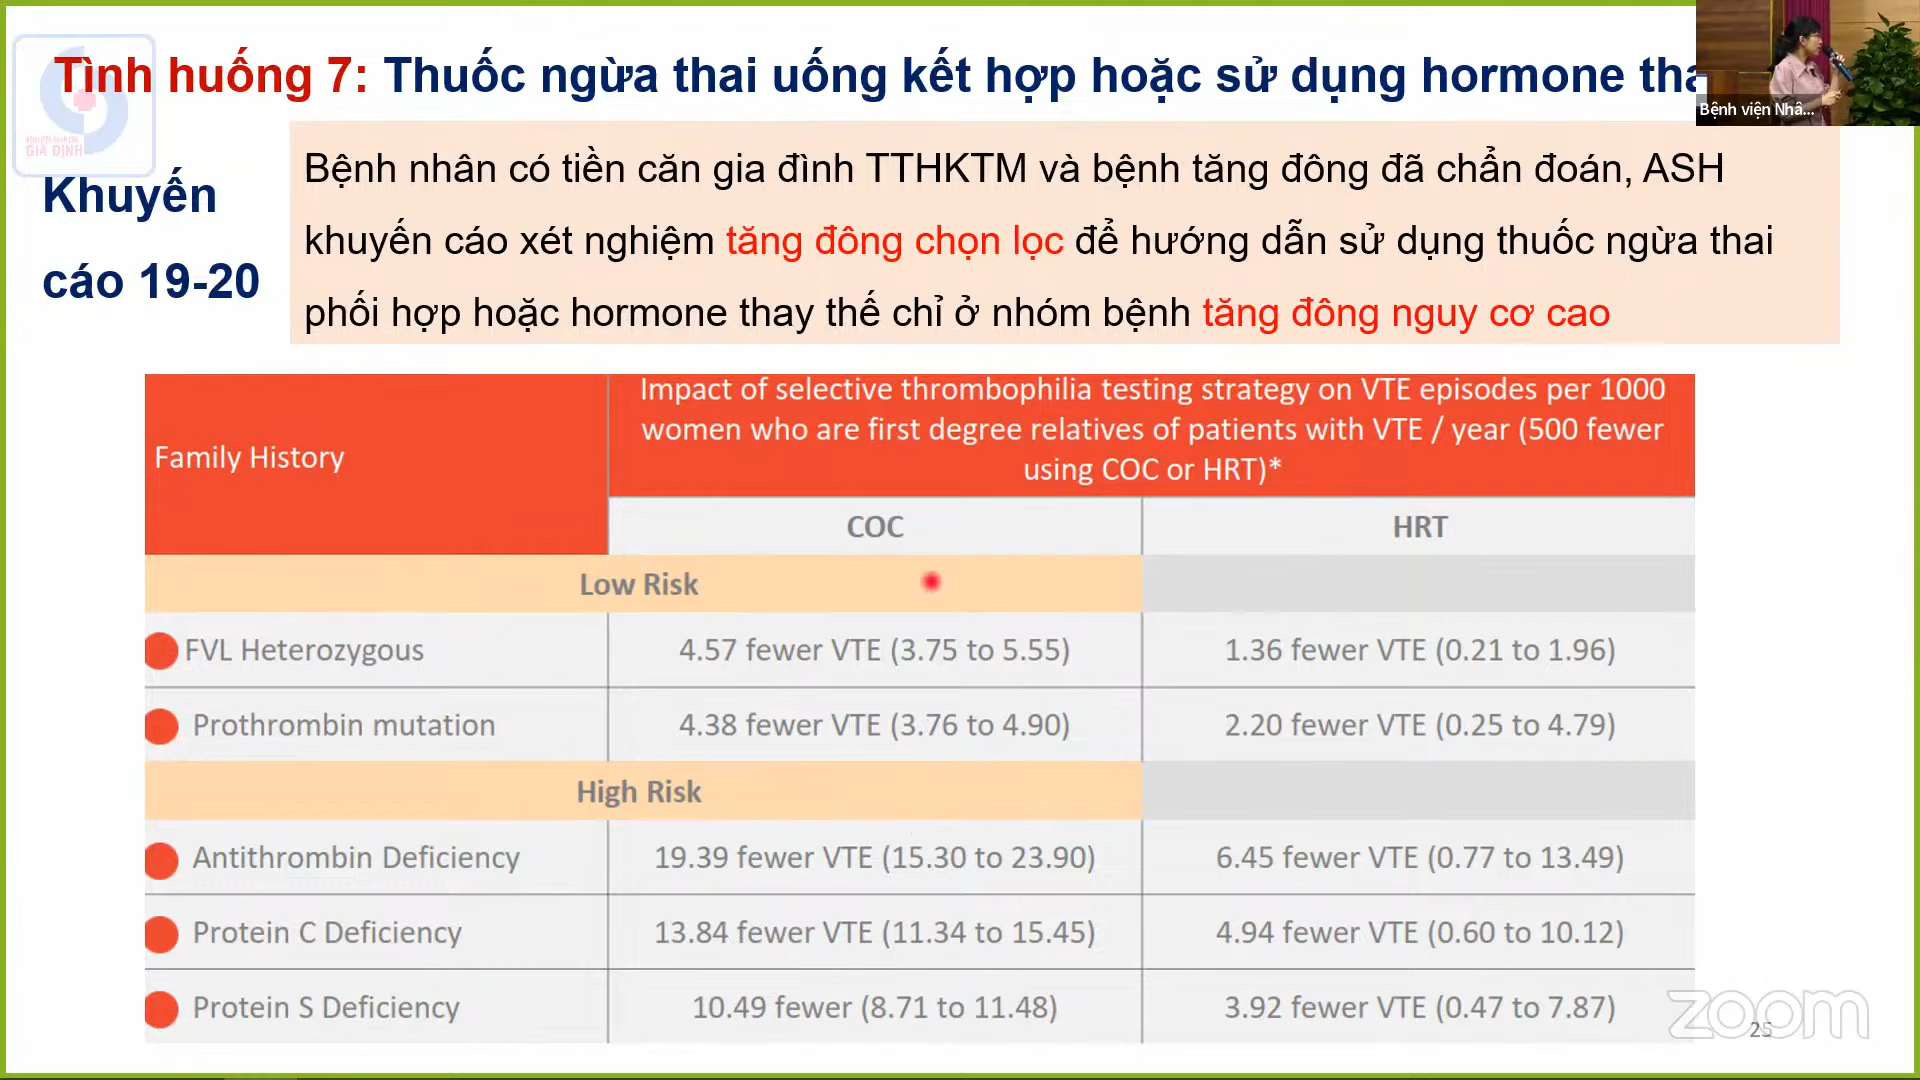 Tình huống 7: Thuốc ngừa thai uống kết hợp hoặc sử dụng hormone tha
Bệnh viện Nhâ...
GIA ĐỊNH
Khuyến
cáo 19-20
Bệnh nhân có tiền căn gia đình TTHKTM và bệnh tăng đông đã chẩn đoán, ASH
khuyến cáo xét nghiệm tăng đông chọn lọc để hướng dẫn sử dụng thuốc ngừa thai
phối hợp hoặc hormone thay thế chỉ ở nhóm bệnh tăng đông nguy cơ cao
Family History
Impact of selective thrombophilia testing strategy on VTE episodes per 1000
women who are first degree relatives of patients with VTE / year (500 fewer
using COC or HRT)*
COC HRT
Low Risk
FVL Heterozygous 4.57 fewer VTE (3.75 to 5.55) 1.36 fewer VTE (0.21 to 1.96)
Prothrombin mutation 4.38 fewer VTE (3.76 to 4.90) 2.20 fewer VTE (0.25 to 4.79)
High Risk
Antithrombin Deficiency 19.39 fewer VTE (15.30 to 23.90) 6.45 fewer VTE (0.77 to 13.49)
Protein C Deficiency 13.84 fewer VTE (11.34 to 15.45) 4.94 fewer VTE (0.60 to 10.12)
Protein S Deficiency 10.49 fewer (8.71 to 11.48) 3.92 fewer VTE (0.47 to 7.87)
zoom
25